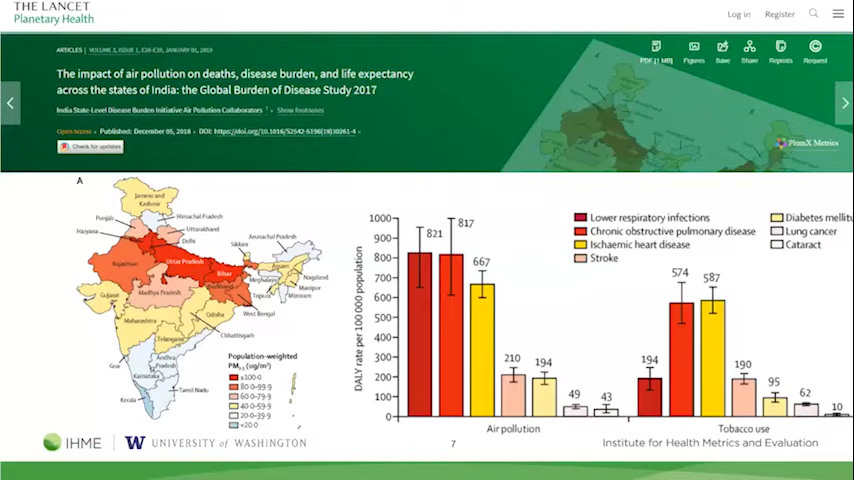 THE LANCET
Planetary Health
Log in
Register
ARTICLES | VOLUME 3, ISSUE 1, E26-E39, JANUARY 01, 2019
PDF [1 MB]
Figures
Save
Share
Reprints
Request
The impact of air pollution on deaths, disease burden, and life expectancy
across the states of India: the Global Burden of Disease Study 2017
India State-Level Disease Burden Initiative Air Pollution Collaborators
Show footnotes
Open Access • Published: December 05, 2018 • DOI: https://doi.org/10.1016/S2542-5196(18)30261-4
Check for updates
PlumX Metrics
A
Jammu and
Kashmir
Himachal Pradesh
Punjab
Uttarakhand
Haryana
Delhi
Arunachal Pradesh
Sikkim
Rajasthan
Uttar Pradesh
Assam
Bihar
Nagaland
Meghalaya
Manipur
Jharkhand
Tripura
Mizoram
Gujarat
Madhya Pradesh
West Bengal
Odisha
Maharashtra
Chhattisgarh
Telangana
Goa
Andhra
Pradesh
Karnataka
Tamil Nadu
Kerala
Population-weighted
PM2·5 (ug/m3)
≥100·0
80·0-99·9
60·0-79·9
40·0-59·9
20·0-39·9
<20·0
DALY rate per 100 000 population
1000
900
800
700
600
500
400
300
200
100
0
821
817
667
210
194
49
43
Air pollution
194
574
587
190
95
62
10
Tobacco use
Lower respiratory infections
Chronic obstructive pulmonary disease
Ischaemic heart disease
Stroke
Diabetes mellitu
Lung cancer
Cataract
IHME
W UNIVERSITY of WASHINGTON
7
Institute for Health Metrics and Evaluation